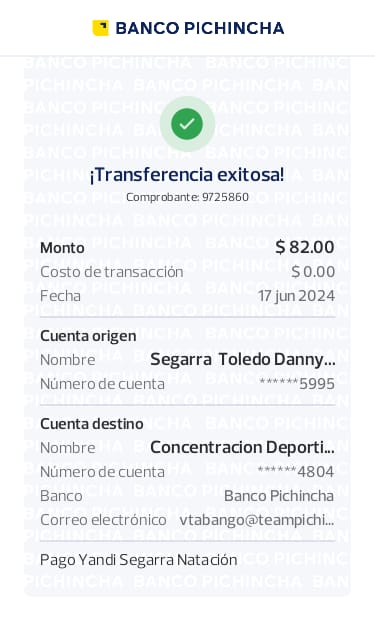 BANCO PICHINCHA
¡Transferencia exitosa!
Comprobante: 9725860
Monto $ 82.00
Costo de transacción $ 0.00
Fecha 17 jun 2024
Cuenta origen
Nombre Segarra Toledo Danny...
Número de cuenta ******5995
Cuenta destino
Nombre Concentracion Deporti...
Número de cuenta ******4804
Banco Banco Pichincha
Correo electrónico vtabango@teampichi...
Pago Yandi Segarra Natación